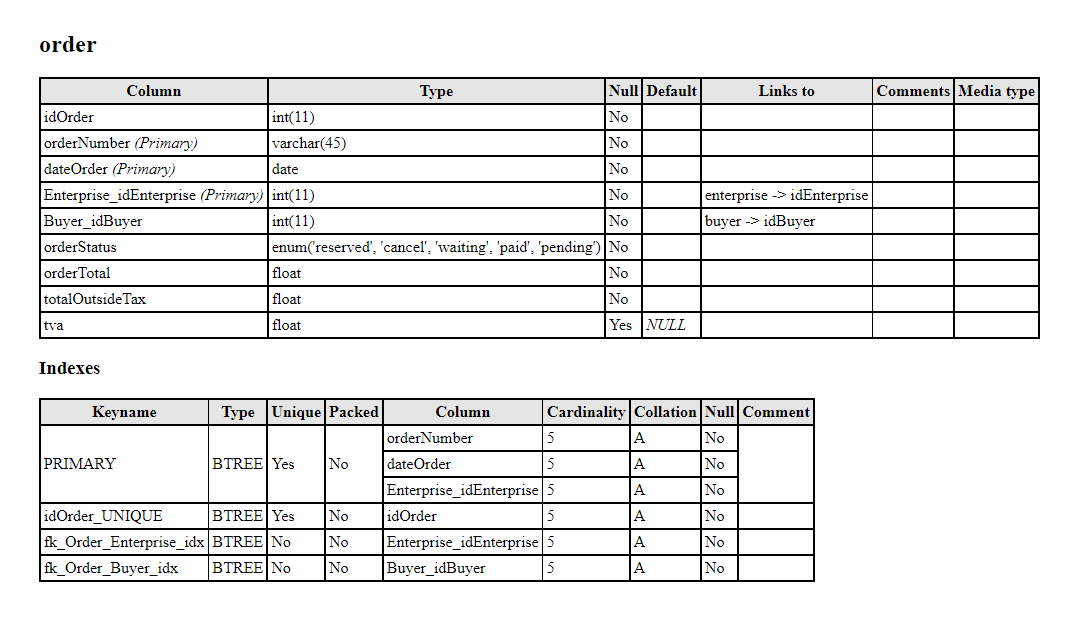 order
Column Type Null Default Links to Comments Media type
idOrder int(11) No
orderNumber (Primary) varchar(45) No
dateOrder (Primary) date No
Enterprise_idEnterprise (Primary) int(11) No enterprise -> idEnterprise
Buyer_idBuyer int(11) No buyer -> idBuyer
orderStatus enum('reserved', 'cancel', 'waiting', 'paid', 'pending') No
orderTotal float No
totalOutsideTax float No
tva float Yes NULL
Indexes
Keyname Type Unique Packed Column Cardinality Collation Null Comment
orderNumber 5 A No
PRIMARY BTREE Yes No dateOrder 5 A No
Enterprise_idEnterprise 5 A No
idOrder_UNIQUE BTREE Yes No idOrder 5 A No
fk_Order_Enterprise_idx BTREE No No Enterprise_idEnterprise 5 A No
fk_Order_Buyer_idx BTREE No No Buyer_idBuyer 5 A No